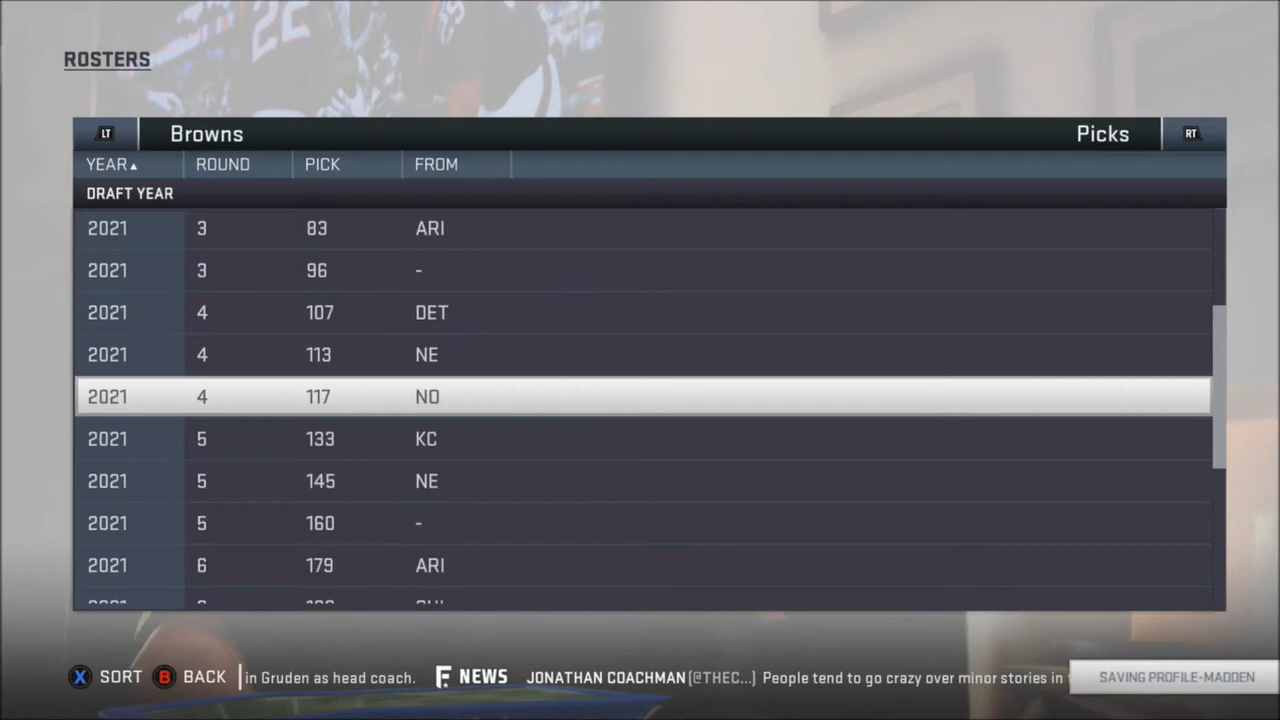 22
ROSTERS
LT Browns Picks RT
YEAR▲ ROUND PICK FROM
DRAFT YEAR
2021 3 83 ARI
2021 3 96 -
2021 4 107 DET
2021 4 113 NE
2021 4 117 NO
2021 5 133 KC
2021 5 145 NE
2021 5 160 -
2021 6 179 ARI
X SORT B BACK in Gruden as head coach. F NEWS JONATHAN COACHMAN (@THEC...) People tend to go crazy over minor stories in SAVING PROFILE-MADDEN